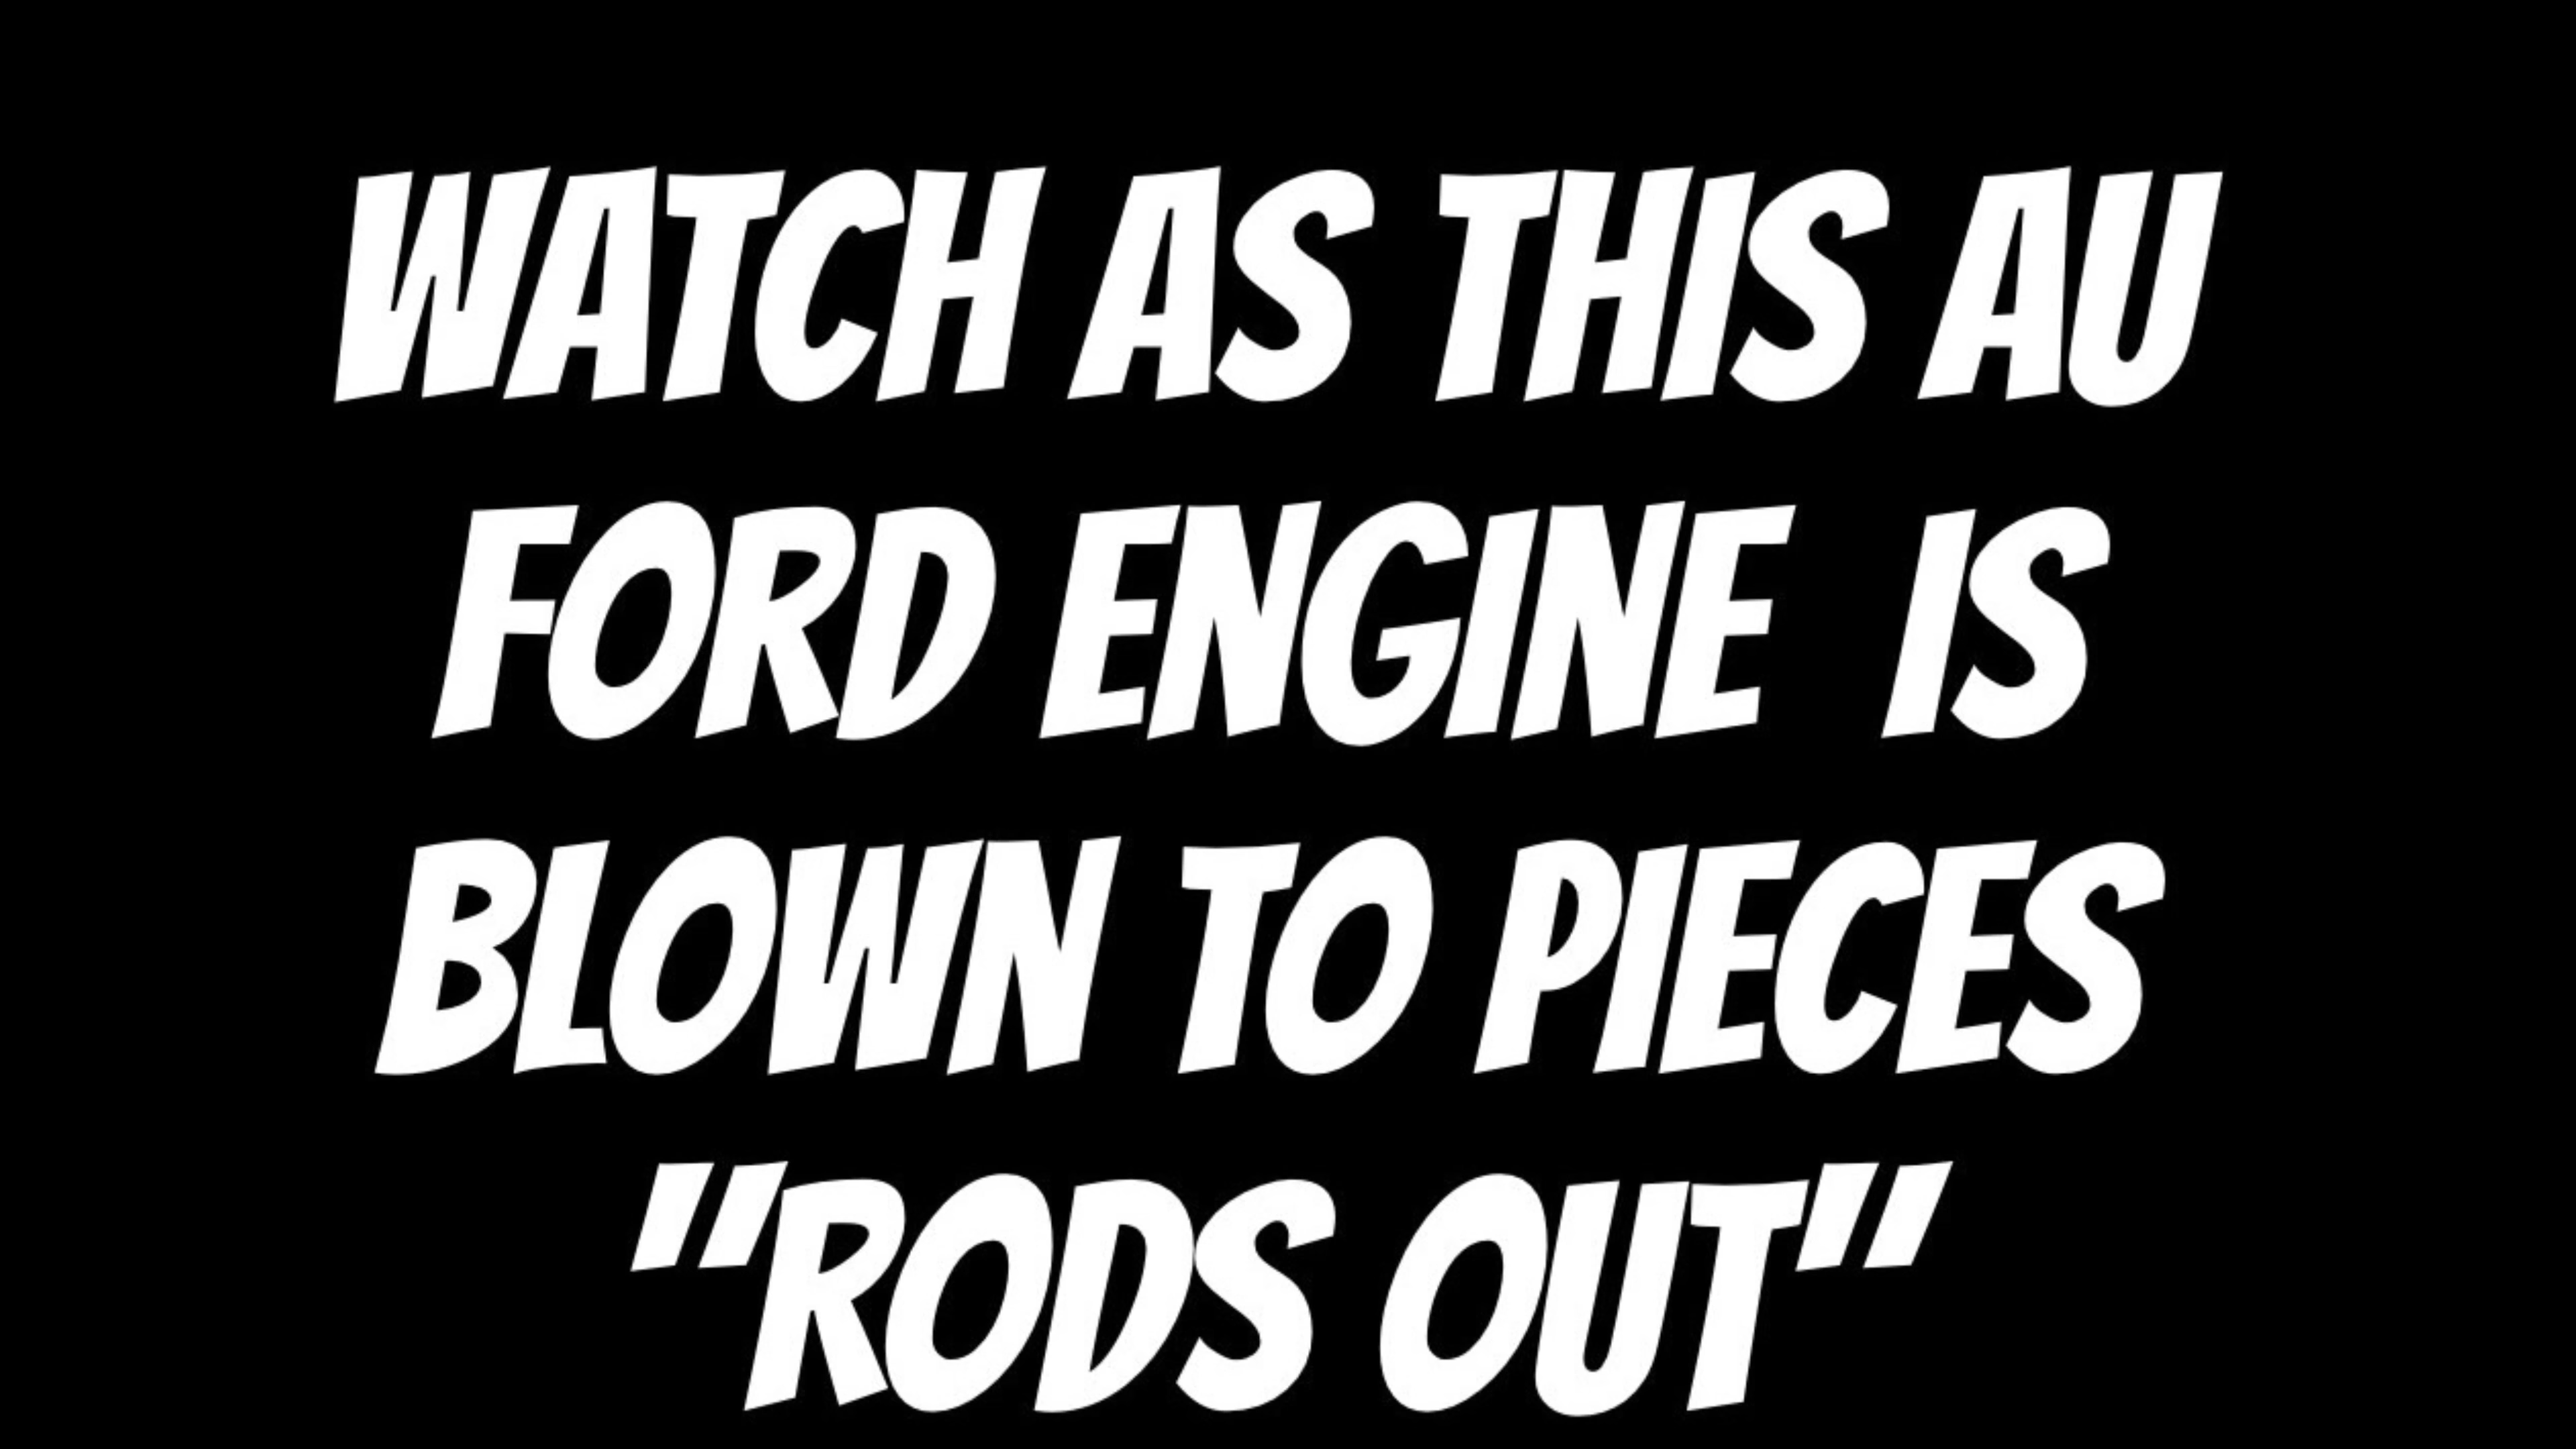 WATCH AS THIS AU
FORD ENGINE IS
BLOWN TO PIECES
"RODS OUT"